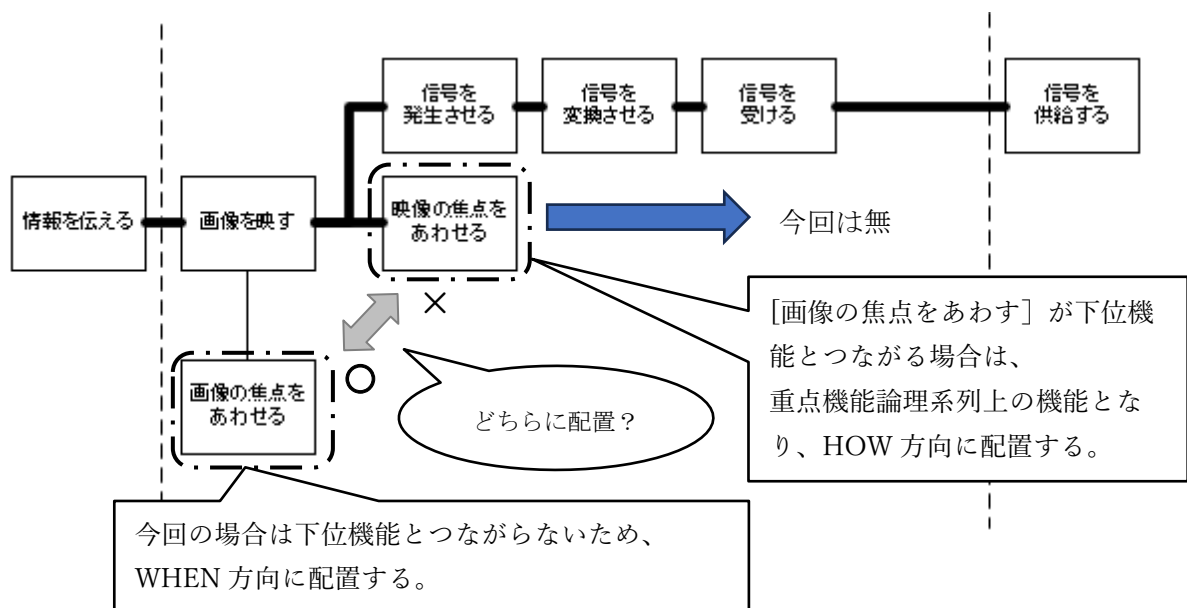 信号を
発生させる
信号を
変換させる
信号を
受ける
信号を
供給する
情報を伝える
画像を映す
映像の焦点を
あわせる
今回は無
×
[画像の焦点をあわす］が下位機
能とつながる場合は、
重点機能論理系列上の機能とな
り、HOW 方向に配置する。
画像の焦点を
あわせる
○
どちらに配置？
今回の場合は下位機能とつながらないため、
WHEN 方向に配置する。